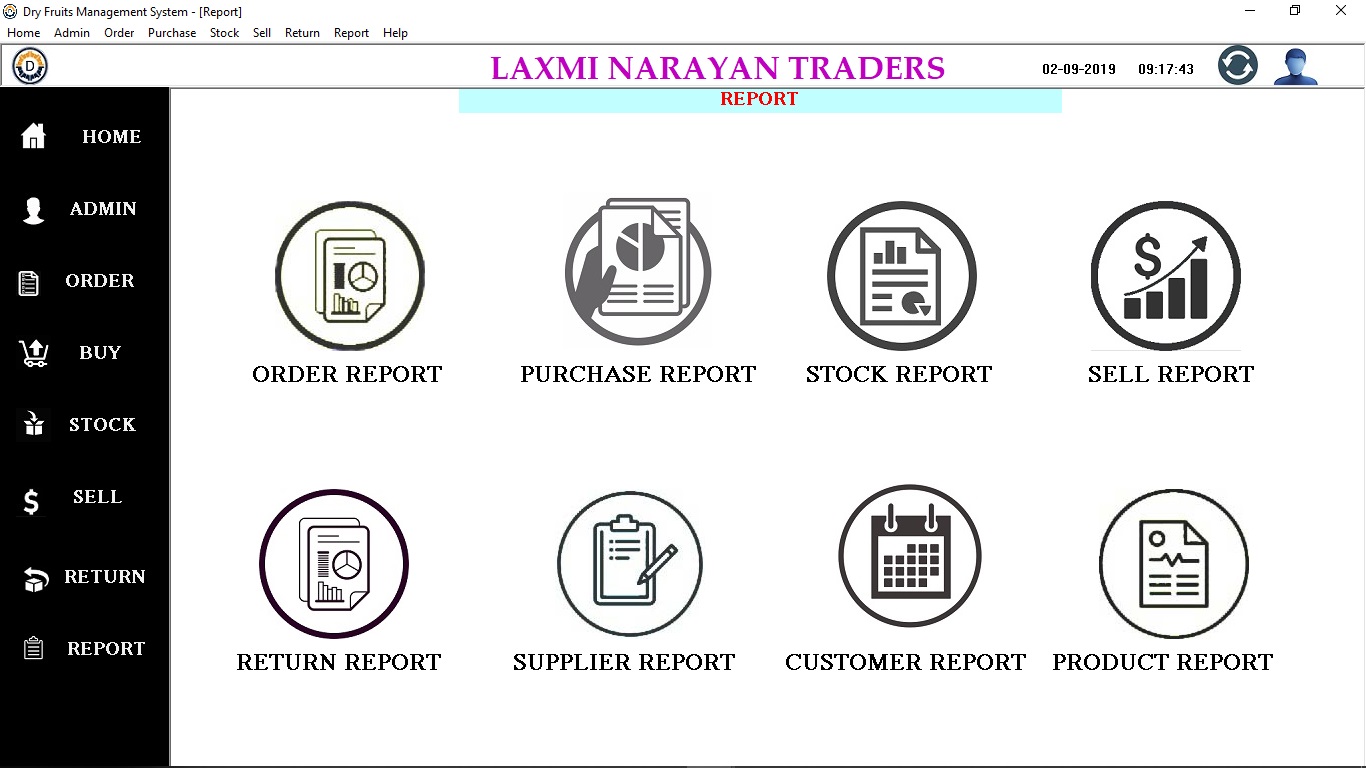 Dry Fruits Management System - [Report]
Home Admin Order Purchase Stock Sell Return Report Help
D LAXMI NARAYAN TRADERS 02-09-2019 09:17:43
REPORT
HOME
ADMIN
ORDER
BUY
STOCK
SELL
RETURN
REPORT
$
ORDER REPORT PURCHASE REPORT STOCK REPORT SELL REPORT
$
RETURN REPORT SUPPLIER REPORT CUSTOMER REPORT PRODUCT REPORT